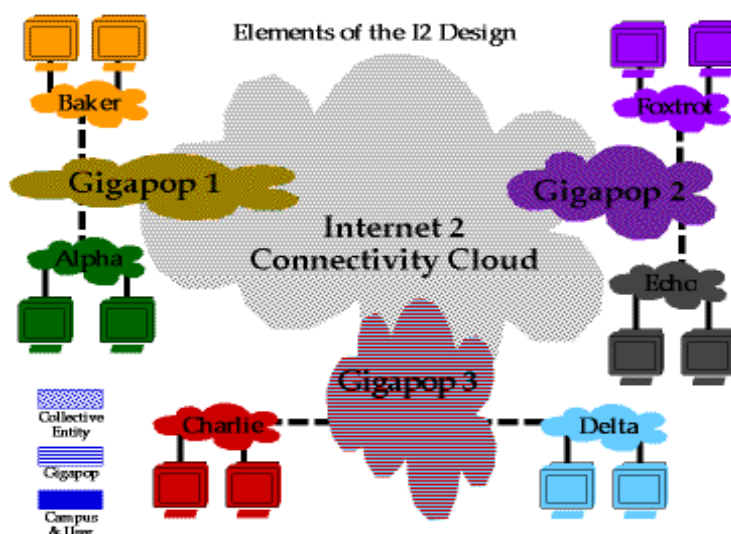 Elements of the I2 Design
Baker
Foxtrot
Gigapop 1
Gigapop 2
Internet 2
Connectivity Cloud
Alpha
Echo
Gigapop 3
Charlie
Delta
Collective
Entity
Gigapop
Campus
& User